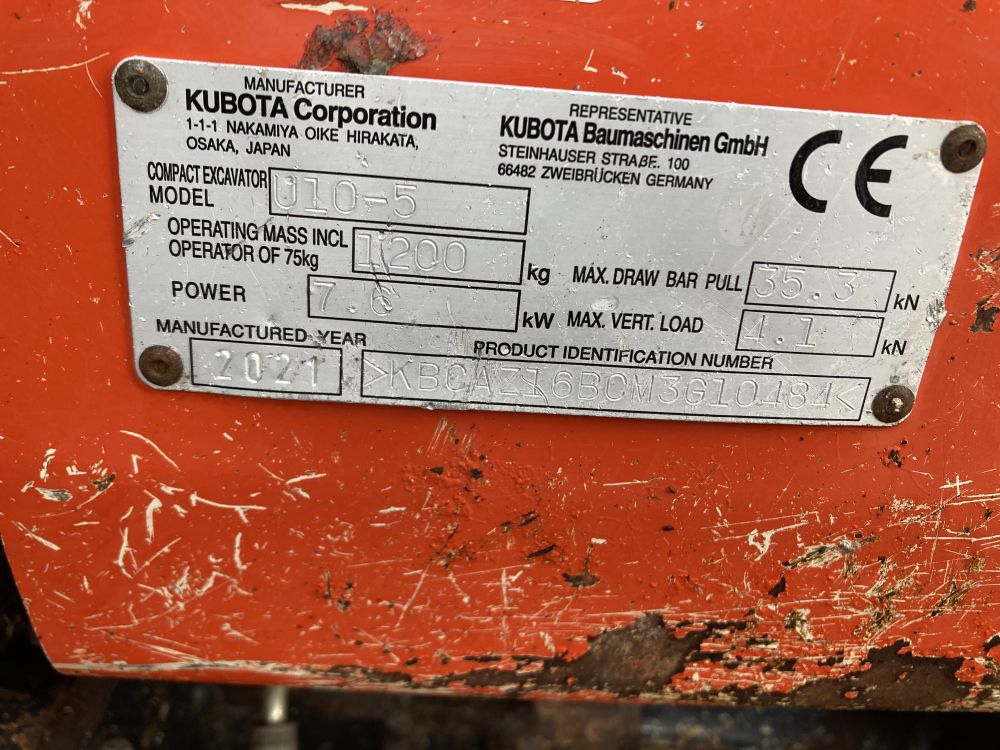 MANUFACTURER
KUBOTA Corporation
1-1-1 NAKAMIYA OIKE HIRAKATA,
OSAKA, JAPAN
REPRESENTATIVE
KUBOTA Baumaschinen GmbH
STEINHAUSER STRAßE. 100
66482 ZWEIBRÜCKEN GERMANY
CE
COMPACT EXCAVATOR
MODEL U10-5
OPERATING MASS INCL
OPERATOR OF 75kg 1200 kg
MAX. DRAW BAR PULL 35.3 kN
POWER 7.6 kW
MAX. VERT. LOAD 4.1 kN
MANUFACTURED YEAR
2021
PRODUCT IDENTIFICATION NUMBER
>KBCAZ16BCM3G10484<